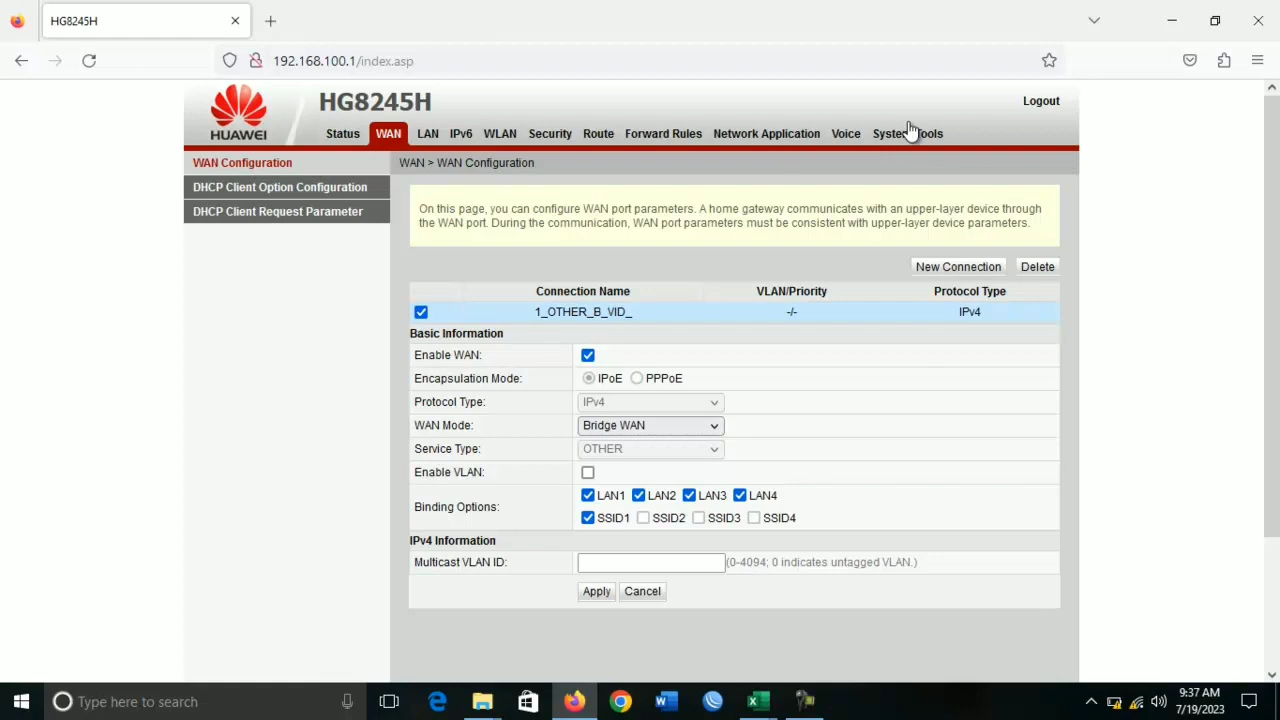 HG8245H
192.168.100.1/index.asp
HUAWEI
HG8245H
Logout
Status WAN LAN IPv6 WLAN Security Route Forward Rules Network Application Voice System Tools
WAN Configuration
WAN > WAN Configuration
DHCP Client Option Configuration
DHCP Client Request Parameter
On this page, you can configure WAN port parameters. A home gateway communicates with an upper-layer device through
the WAN port. During the communication, WAN port parameters must be consistent with upper-layer device parameters.
New Connection Delete
Connection Name VLAN/Priority Protocol Type
1_OTHER_B_VID_ -/- IPv4
Basic Information
Enable WAN:
Encapsulation Mode: IPoE PPPoE
Protocol Type: IPv4
WAN Mode: Bridge WAN
Service Type: OTHER
Enable VLAN:
Binding Options: LAN1 LAN2 LAN3 LAN4
SSID1 SSID2 SSID3 SSID4
IPv4 Information
Multicast VLAN ID: (0-4094; 0 indicates untagged VLAN.)
Apply Cancel
Type here to search
9:37 AM
7/19/2023